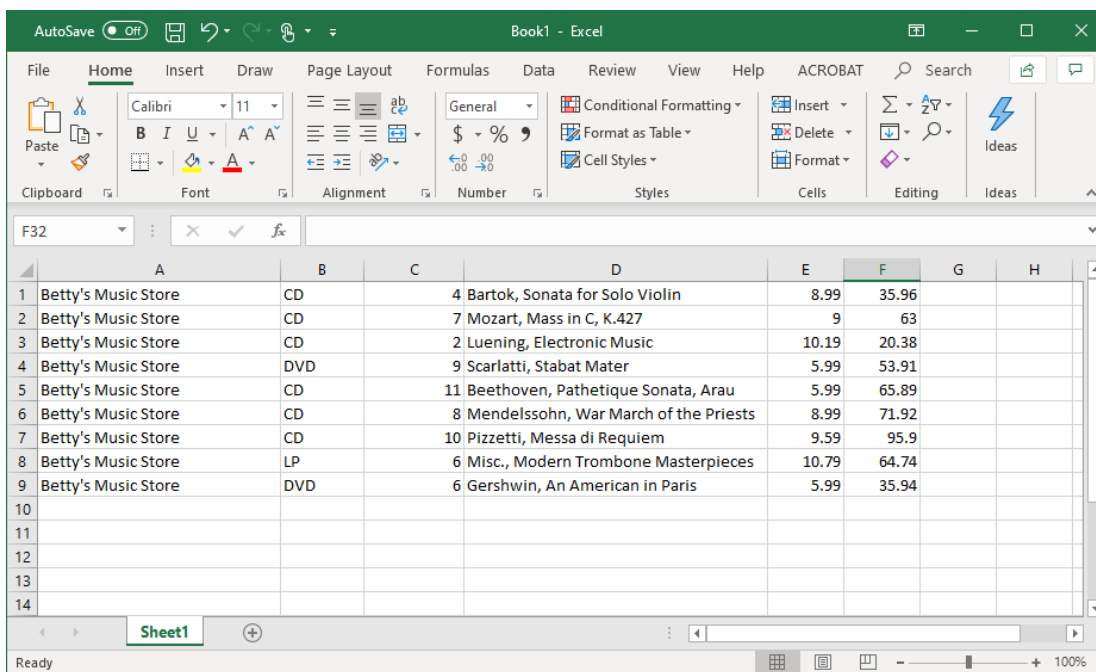 AutoSave Off Book1 - Excel
File Home Insert Draw Page Layout Formulas Data Review View Help ACROBAT Search
Calibri 11 ab General Conditional Formatting Insert Σ A Z
Paste B I U A A $ % 9 Format as Table Delete Ideas
A .00 .00 Cell Styles Format
Clipboard Font Alignment Number Styles Cells Editing Ideas
F32 fx
A B C D E F G H
1 Betty's Music Store CD 4 Bartok, Sonata for Solo Violin 8.99 35.96
2 Betty's Music Store CD 7 Mozart, Mass in C, K.427 9 63
3 Betty's Music Store CD 2 Luening, Electronic Music 10.19 20.38
4 Betty's Music Store DVD 9 Scarlatti, Stabat Mater 5.99 53.91
5 Betty's Music Store CD 11 Beethoven, Pathetique Sonata, Arau 5.99 65.89
6 Betty's Music Store CD 8 Mendelssohn, War March of the Priests 8.99 71.92
7 Betty's Music Store CD 10 Pizzetti, Messa di Requiem 9.59 95.9
8 Betty's Music Store LP 6 Misc., Modern Trombone Masterpieces 10.79 64.74
9 Betty's Music Store DVD 6 Gershwin, An American in Paris 5.99 35.94
10
11
12
13
14
Sheet1
Ready 100%